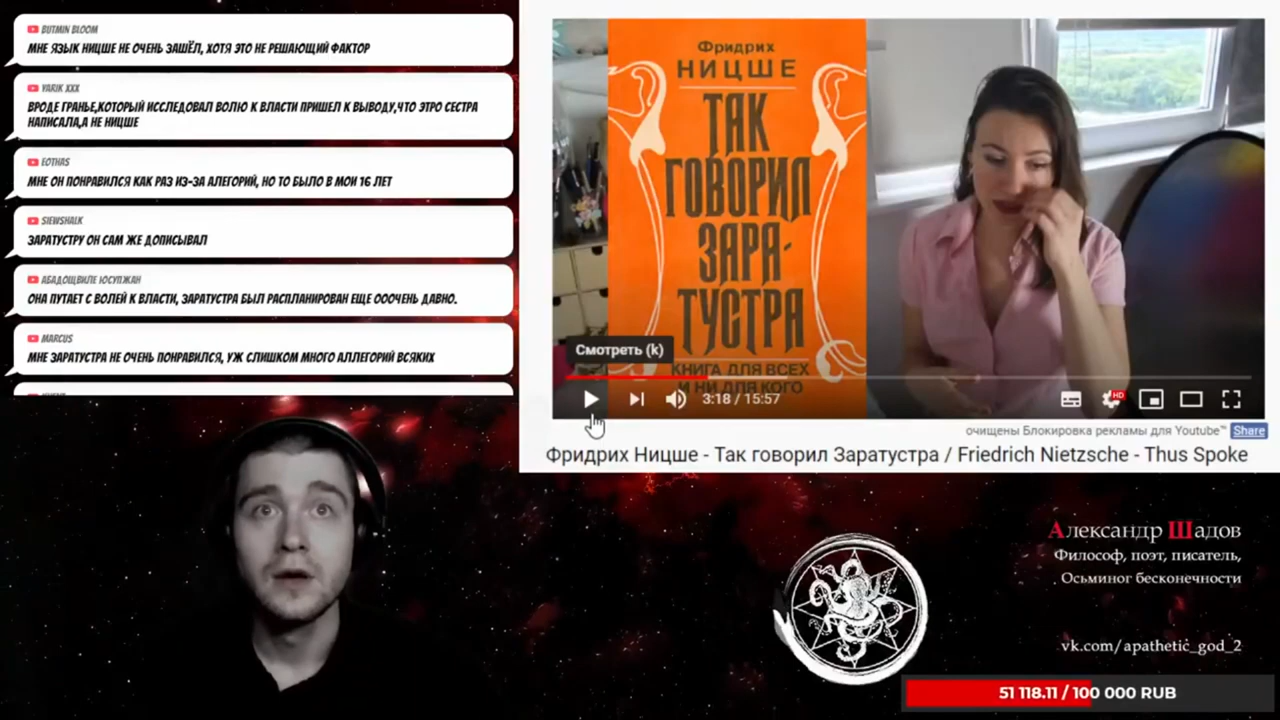 BUTMIN BLOOM
МНЕ ЯЗЫК НИЦШЕ НЕ ОЧЕНЬ ЗАШЁЛ, ХОТЯ ЭТО НЕ РЕШАЮЩИЙ ФАКТОР
YARIK XXX
ВРОДЕ ГРАНЬЕ,КОТОРЫЙ ИССЛЕДОВАЛ ВОЛЮ К ВЛАСТИ ПРИШЕЛ К ВЫВОДУ,ЧТО ЭТРО СЕСТРА
НАПИСАЛА,А НЕ НИЦШЕ
EOTHAS
МНЕ ОН ПОНРАВИЛСЯ КАК РАЗ ИЗ-ЗА АЛЕГОРИЙ, НО ТО БЫЛО В МОИ 16 ЛЕТ
SIEWSHALK
ЗАРАТУСТРУ ОН САМ ЖЕ ДОПИСЫВАЛ
АБАДОЩВИЛЕ ЮСУПЖАН
ОНА ПУТАЕТ С ВОЛЕЙ К ВЛАСТИ, ЗАРАТУСТРА БЫЛ РАСПЛАНИРОВАН ЕЩЕ ОООЧЕНЬ ДАВНО.
MARCUS
МНЕ ЗАРАТУСТРА НЕ ОЧЕНЬ ПОНРАВИЛСЯ, УЖ СЛИШКОМ МНОГО АЛЛЕГОРИЙ ВСЯКИХ
Фридрих
НИЦШЕ
ТАК
ГОВОРИЛ
ЗАРА-
ТУСТРА
КНИГА ДЛЯ ВСЕХ
И НИ ДЛЯ КОГО
Смотреть (k)
3:18 / 15:57
HD
очищены Блокировка рекламы для Youtube™ Share
Фридрих Ницше - Так говорил Заратустра / Friedrich Nietzsche - Thus Spoke
Александр Шадов
Философ, поэт, писатель,
Осьминог бесконечности
vk.com/apathetic_god_2
51 118.11 / 100 000 RUB